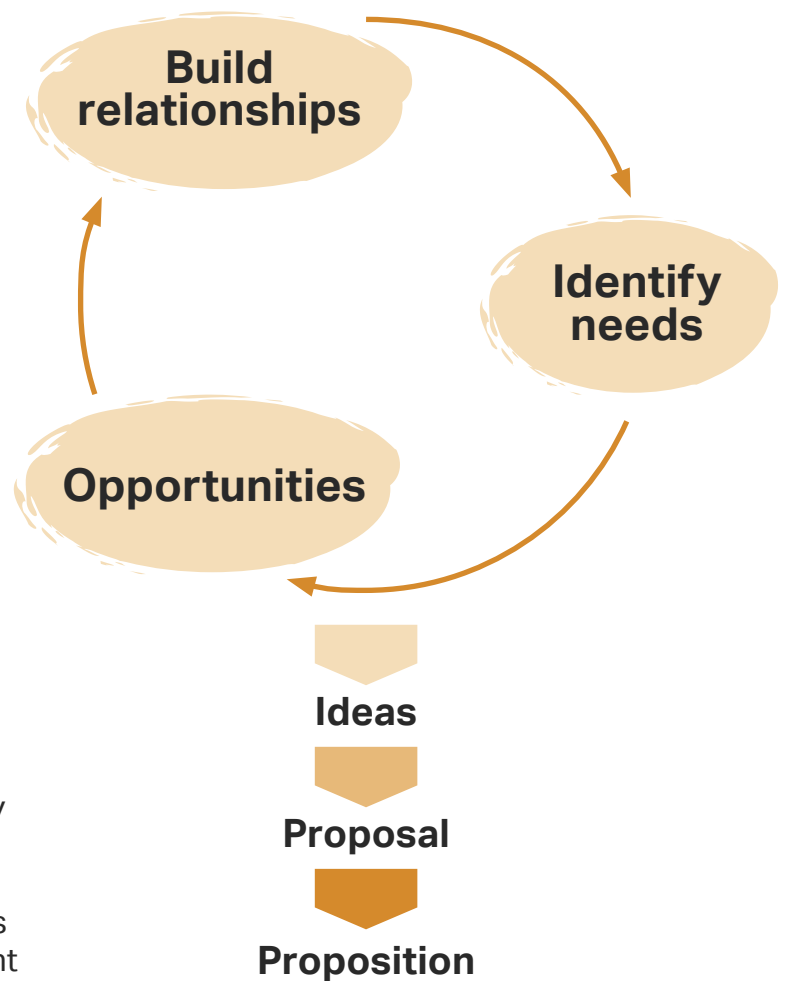 Build
relationships
Identify
needs
Opportunities
Ideas
Proposal
Proposition